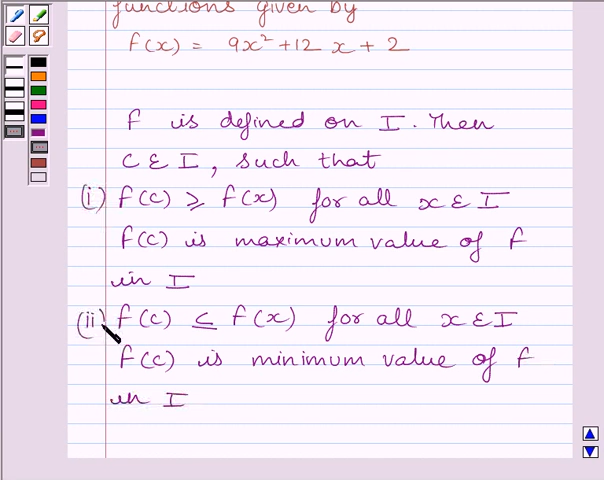 functions given by
f(x) = 9x² + 12 x + 2
f is defined on I. Then
c ε I, such that
(i) f(c) ⩾ f(x) for all x ε I
f(c) is maximum value of f
in I
(ii) f(c) ≤ f(x) for all x ε I
f(c) is minimum value of f
in I